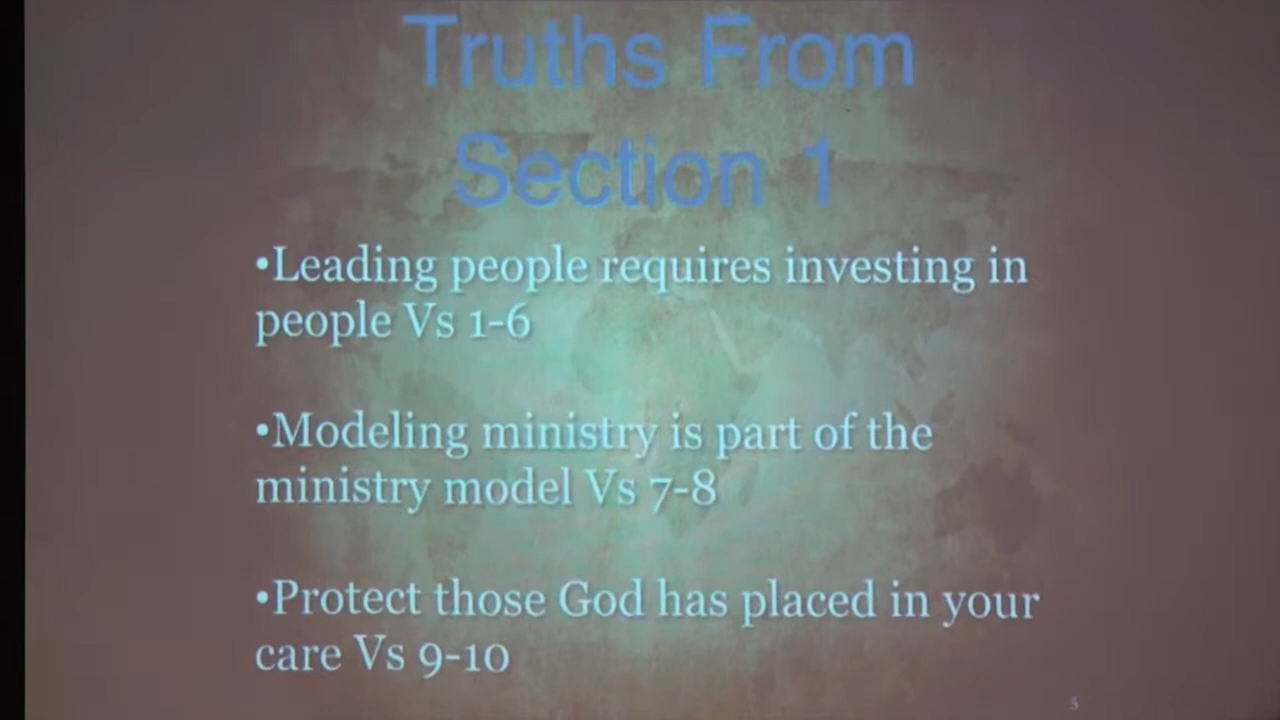 Truths From
Section 1
•Leading people requires investing in
people Vs 1-6
•Modeling ministry is part of the
ministry model Vs 7-8
•Protect those God has placed in your
care Vs 9-10
3